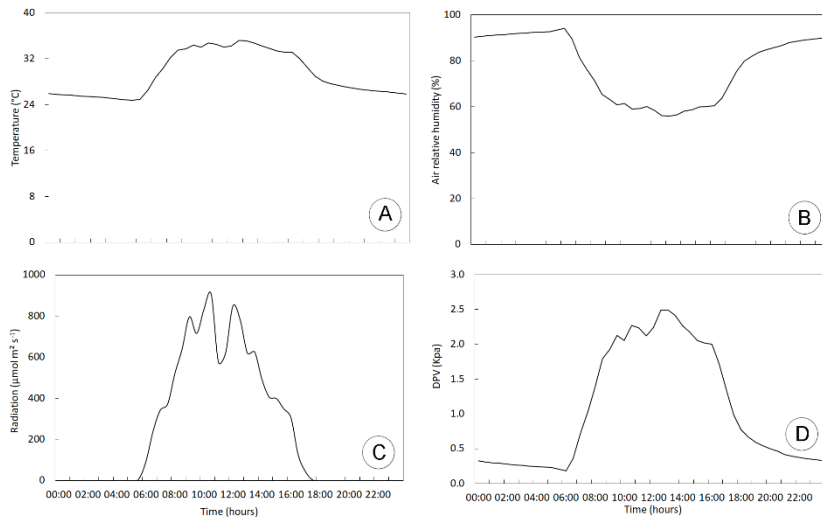 40
32
24
16
8
0
Temperature (°C)
A
100
80
60
40
20
0
Air relative humidity (%)
B
1000
800
600
400
200
0
Radiation (µmol m² s⁻¹)
C
00:00 02:00 04:00 06:00 08:00 10:00 12:00 14:00 16:00 18:00 20:00 22:00
Time (hours)
3.0
2.5
2.0
1.5
1.0
0.5
0.0
DPV (Kpa)
D
00:00 02:00 04:00 06:00 08:00 10:00 12:00 14:00 16:00 18:00 20:00 22:00
Time (hours)